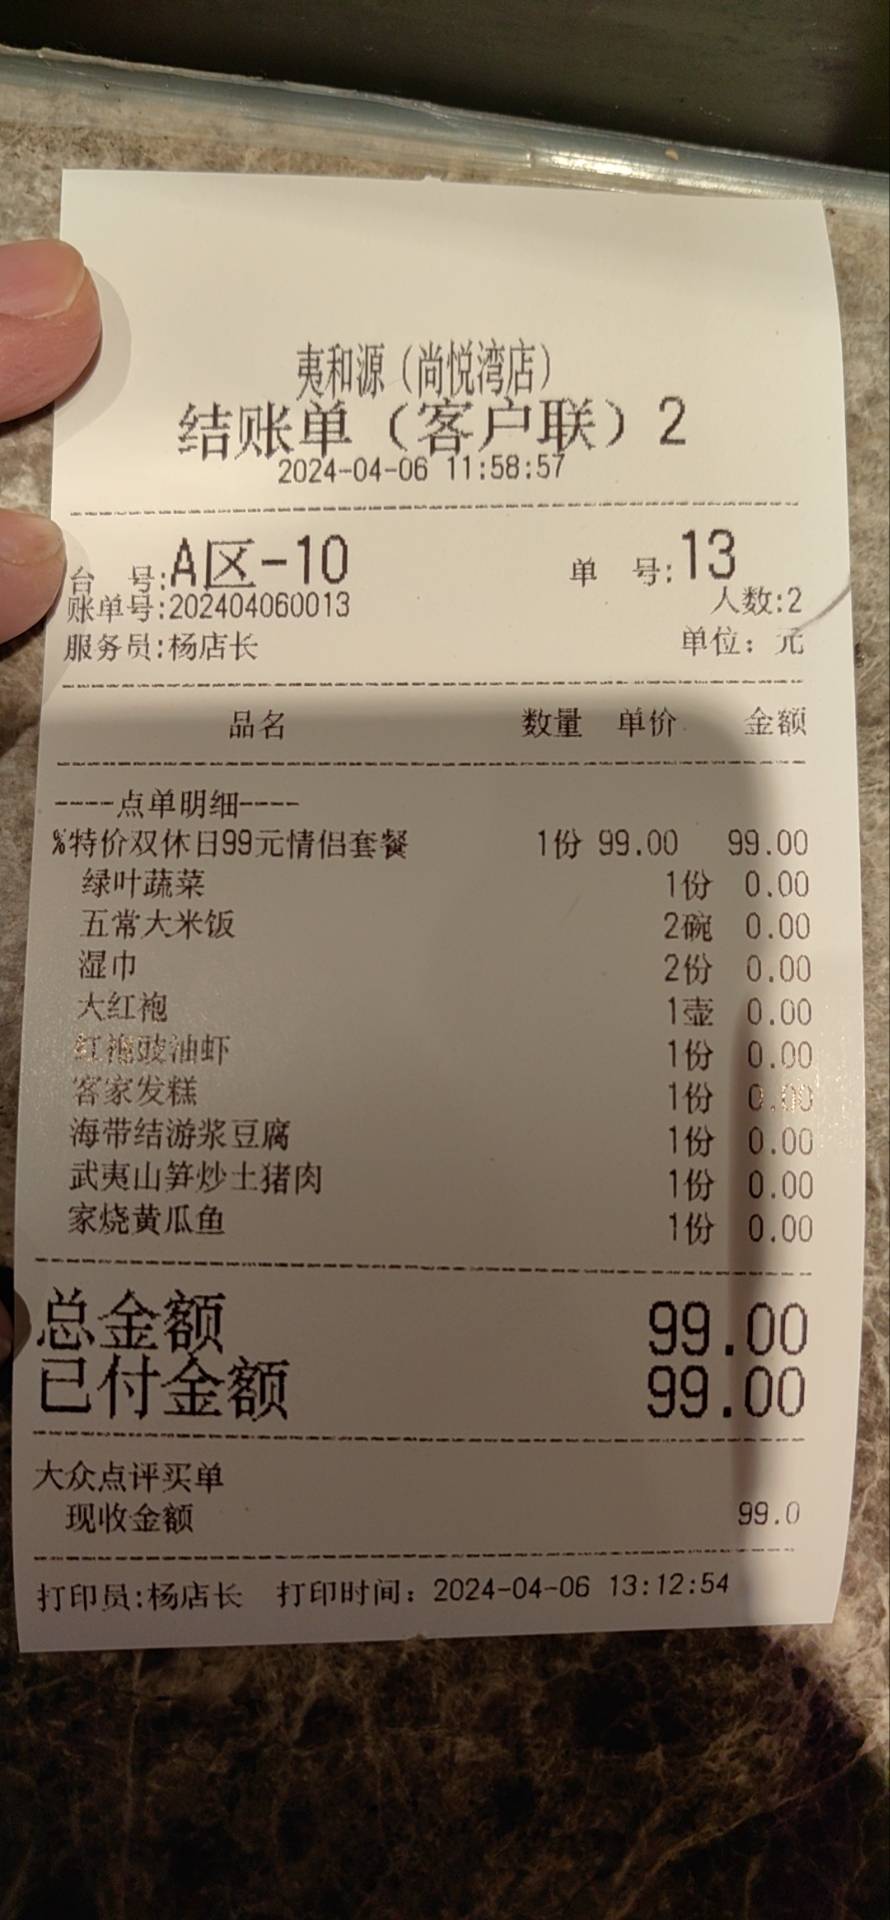 夷和源（尚悦湾店）
结账单（客户联）2
2024-04-06 11:58:57
台 号:A区-10 单 号:13
账单号:202404060013 人数:2
服务员:杨店长 单位：元
品名 数量 单价 金额
----点单明细----
%特价双休日99元情侣套餐 1份 99.00 99.00
绿叶蔬菜 1份 0.00
五常大米饭 2碗 0.00
湿巾 2份 0.00
大红袍 1壶 0.00
红袍豉油虾 1份 0.00
客家发糕 1份 0.00
海带结游浆豆腐 1份 0.00
武夷山笋炒土猪肉 1份 0.00
家烧黄瓜鱼 1份 0.00
总金额 99.00
已付金额 99.00
大众点评买单
现收金额 99.0
打印员:杨店长 打印时间：2024-04-06 13:12:54